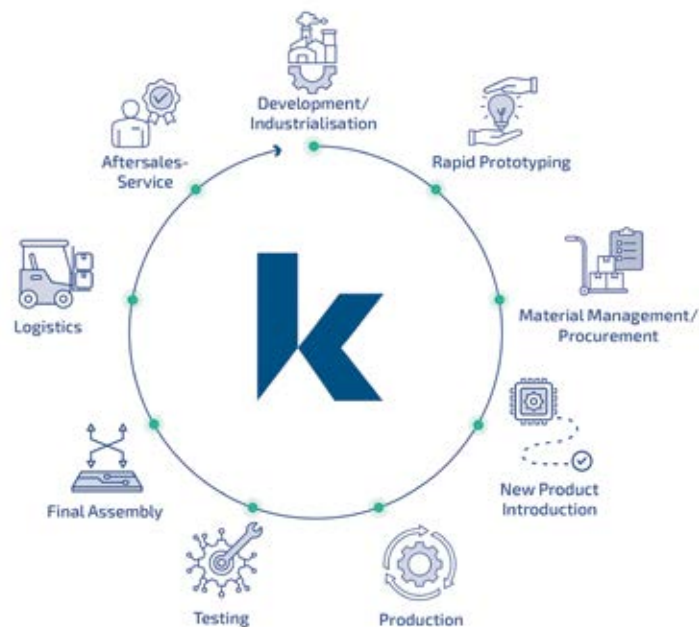 Development/
Industrialisation
Rapid Prototyping
Material Management/
Procurement
New Product
Introduction
Production
Testing
Final Assembly
Logistics
Aftersales-
Service
k